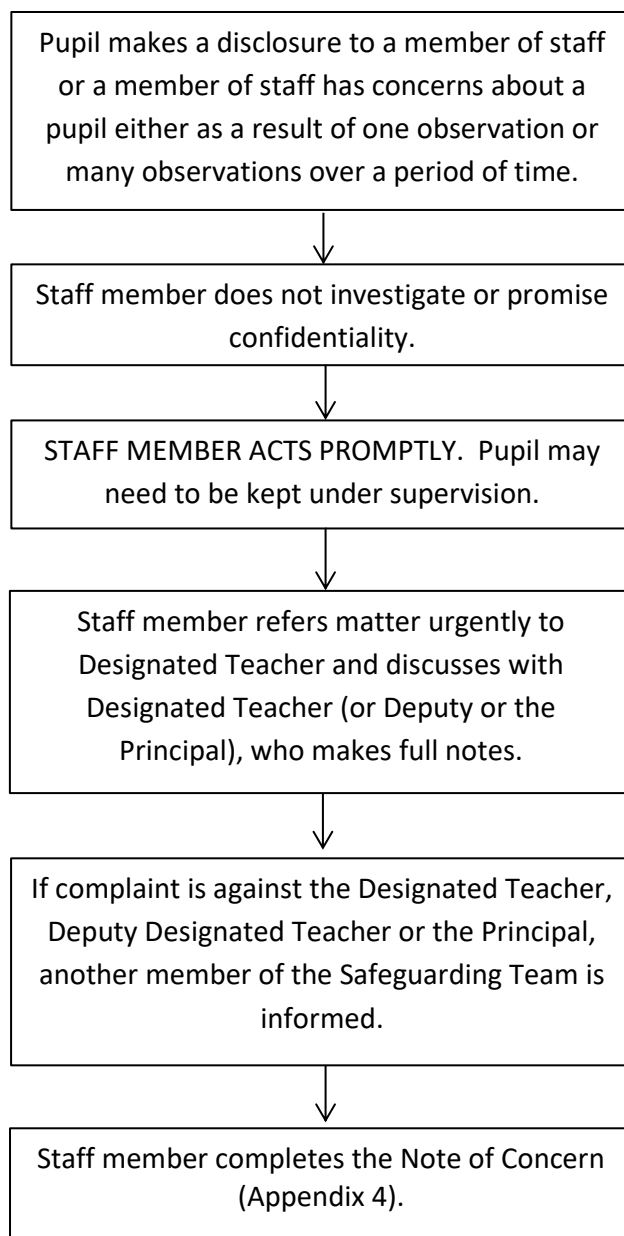 Pupil makes a disclosure to a member of staff
or a member of staff has concerns about a
pupil either as a result of one observation or
many observations over a period of time.
Staff member does not investigate or promise
confidentiality.
STAFF MEMBER ACTS PROMPTLY.  Pupil may
need to be kept under supervision.
Staff member refers matter urgently to
Designated Teacher and discusses with
Designated Teacher (or Deputy or the
Principal), who makes full notes.
If complaint is against the Designated Teacher,
Deputy Designated Teacher or the Principal,
another member of the Safeguarding Team is
informed.
Staff member completes the Note of Concern
(Appendix 4).